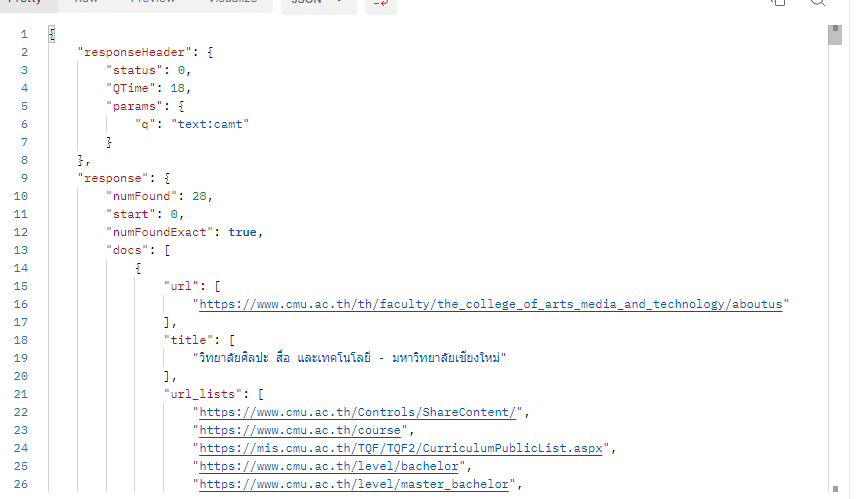 Pretty Raw Preview Visualize JSON
1 {
2 "responseHeader": {
3 "status": 0,
4 "QTime": 18,
5 "params": {
6 "q": "text:camt"
7 }
8 },
9 "response": {
10 "numFound": 28,
11 "start": 0,
12 "numFoundExact": true,
13 "docs": [
14 {
15 "url": [
16 "https://www.cmu.ac.th/th/faculty/the_college_of_arts_media_and_technology/aboutus"
17 ],
18 "title": [
19 "วิทยาลัยศิลปะ สื่อ และเทคโนโลยี - มหาวิทยาลัยเชียงใหม่"
20 ],
21 "url_lists": [
22 "https://www.cmu.ac.th/Controls/ShareContent/",
23 "https://www.cmu.ac.th/course",
24 "https://mis.cmu.ac.th/TQF/TQF2/CurriculumPublicList.aspx",
25 "https://www.cmu.ac.th/level/bachelor",
26 "https://www.cmu.ac.th/level/master_bachelor",